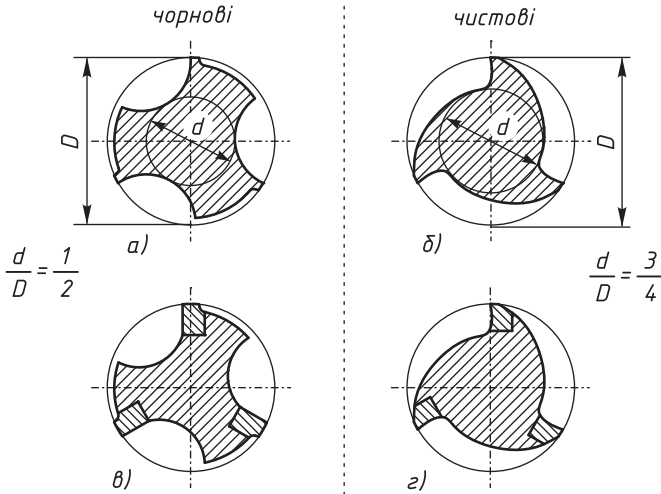 чорнові
чистові
D
d
d
D
а)
б)
d/D = 1/2
d/D = 3/4
в)
г)